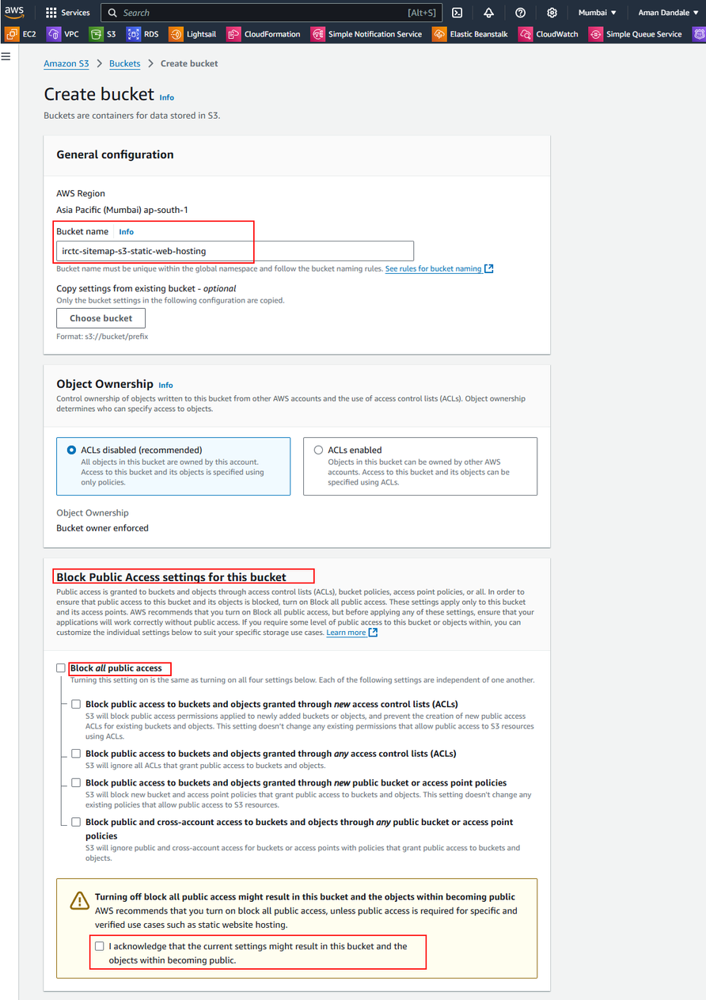 aws Services Search [Alt+S] Mumbai ▼ Aman Dandale ▼
EC2 VPC S3 RDS Lightsail CloudFormation Simple Notification Service Elastic Beanstalk CloudWatch Simple Queue Service
Amazon S3 > Buckets > Create bucket
Create bucket Info
Buckets are containers for data stored in S3.
General configuration
AWS Region
Asia Pacific (Mumbai) ap-south-1
Bucket name Info
irctc-sitemap-s3-static-web-hosting
Bucket name must be unique within the global namespace and follow the bucket naming rules. See rules for bucket naming
Copy settings from existing bucket - optional
Only the bucket settings in the following configuration are copied.
Choose bucket
Format: s3://bucket/prefix
Object Ownership Info
Control ownership of objects written to this bucket from other AWS accounts and the use of access control lists (ACLs). Object ownership
determines who can specify access to objects.
ACLs disabled (recommended)
All objects in this bucket are owned by this account.
Access to this bucket and its objects is specified using
only policies.
ACLs enabled
Objects in this bucket can be owned by other AWS
accounts. Access to this bucket and its objects can be
specified using ACLs.
Object Ownership
Bucket owner enforced
Block Public Access settings for this bucket
Public access is granted to buckets and objects through access control lists (ACLs), bucket policies, access point policies, or all. In order to
ensure that public access to this bucket and its objects is blocked, turn on Block all public access. These settings apply only to this bucket
and its access points. AWS recommends that you turn on Block all public access, but before applying any of these settings, ensure that your
applications will work correctly without public access. If you require some level of public access to this bucket or objects within, you can
customize the individual settings below to suit your specific storage use cases. Learn more
Block all public access
Turning this setting on is the same as turning on all four settings below. Each of the following settings are independent of one another.
Block public access to buckets and objects granted through new access control lists (ACLs)
S3 will block public access permissions applied to newly added buckets or objects, and prevent the creation of new public access
ACLs for existing buckets and objects. This setting doesn't change any existing permissions that allow public access to S3 resources
using ACLs.
Block public access to buckets and objects granted through any access control lists (ACLs)
S3 will ignore all ACLs that grant public access to buckets and objects.
Block public access to buckets and objects granted through new public bucket or access point policies
S3 will block new bucket and access point policies that grant public access to buckets and objects. This setting doesn't change any
existing policies that allow public access to S3 resources.
Block public and cross-account access to buckets and objects through any public bucket or access point
policies
S3 will ignore public and cross-account access for buckets or access points with policies that grant public access to buckets and
objects.
Turning off block all public access might result in this bucket and the objects within becoming public
AWS recommends that you turn on block all public access, unless public access is required for specific and
verified use cases such as static website hosting.
I acknowledge that the current settings might result in this bucket and the
objects within becoming public.